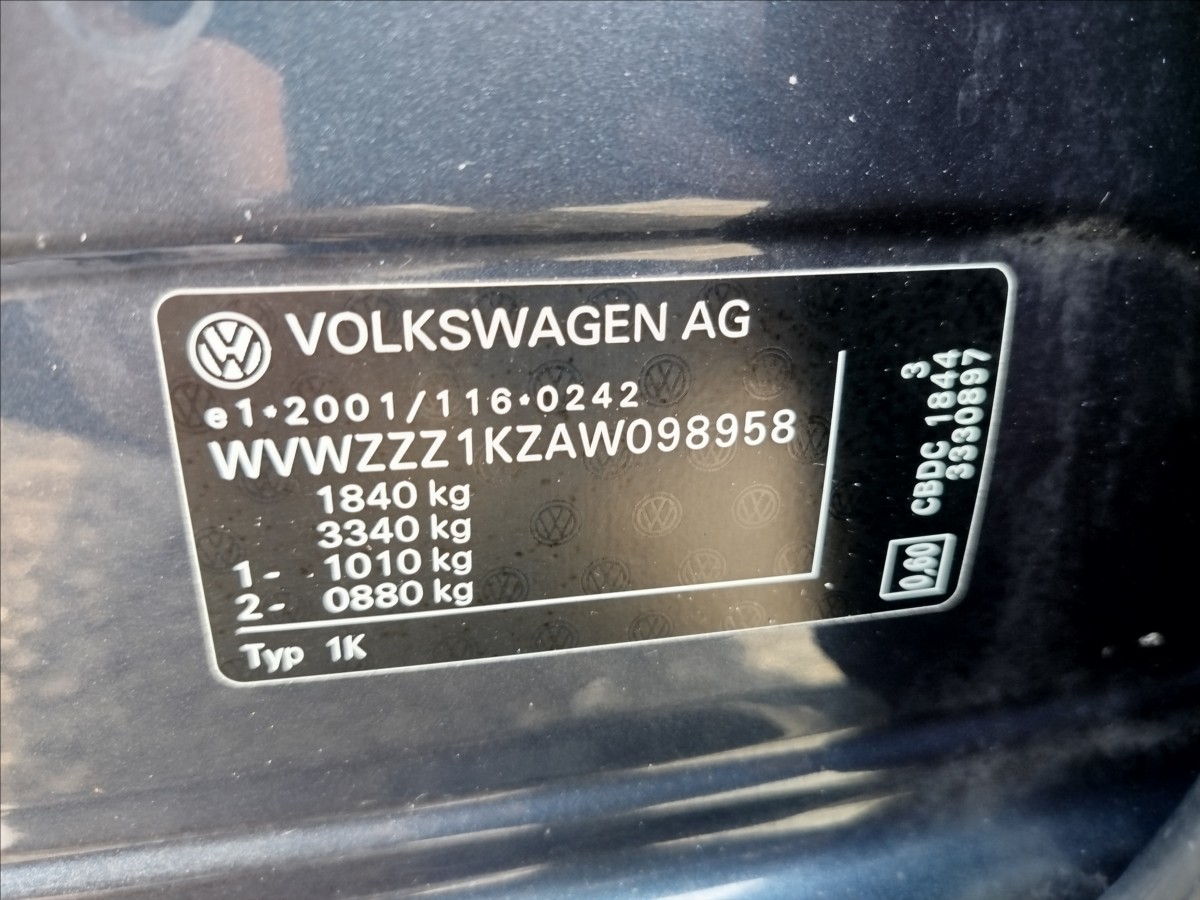 VOLKSWAGEN AG
e1*2001/116*0242
WVWZZZ1KZAW098958
1840 kg
3340 kg
1- 1010 kg
2- 0880 kg
Typ 1K
3
CBDC 1844
3330897
0,60